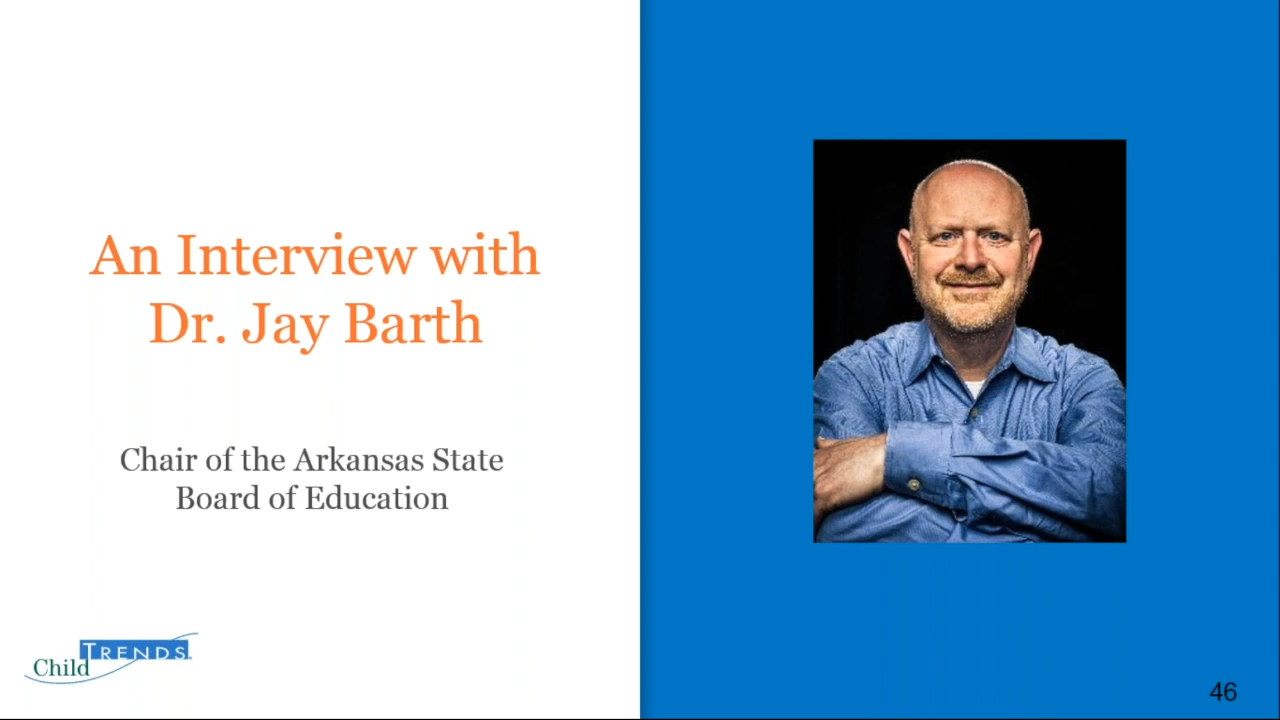 An Interview with
Dr. Jay Barth
Chair of the Arkansas State
Board of Education
Child TRENDS.
46